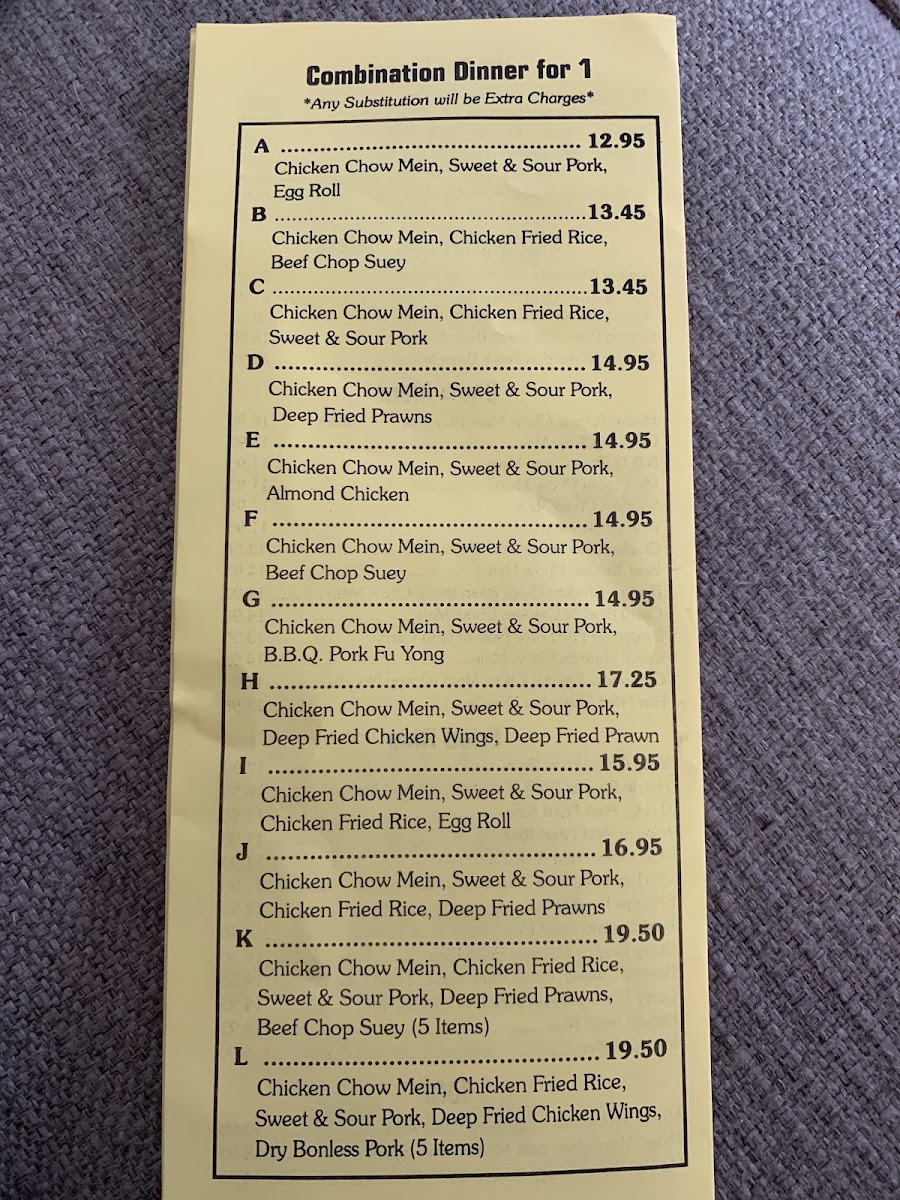 Combination Dinner for 1
*Any Substitution will be Extra Charges*
A ............................................ 12.95
Chicken Chow Mein, Sweet & Sour Pork,
Egg Roll
B ..............................................13.45
Chicken Chow Mein, Chicken Fried Rice,
Beef Chop Suey
C ..............................................13.45
Chicken Chow Mein, Chicken Fried Rice,
Sweet & Sour Pork
D .............................................. 14.95
Chicken Chow Mein, Sweet & Sour Pork,
Deep Fried Prawns
E .............................................. 14.95
Chicken Chow Mein, Sweet & Sour Pork,
Almond Chicken
F .............................................. 14.95
Chicken Chow Mein, Sweet & Sour Pork,
Beef Chop Suey
G .............................................. 14.95
Chicken Chow Mein, Sweet & Sour Pork,
B.B.Q. Pork Fu Yong
H .............................................. 17.25
Chicken Chow Mein, Sweet & Sour Pork,
Deep Fried Chicken Wings, Deep Fried Prawn
I .............................................. 15.95
Chicken Chow Mein, Sweet & Sour Pork,
Chicken Fried Rice, Egg Roll
J .............................................. 16.95
Chicken Chow Mein, Sweet & Sour Pork,
Chicken Fried Rice, Deep Fried Prawns
K .............................................. 19.50
Chicken Chow Mein, Chicken Fried Rice,
Sweet & Sour Pork, Deep Fried Prawns,
Beef Chop Suey (5 Items)
L .............................................. 19.50
Chicken Chow Mein, Chicken Fried Rice,
Sweet & Sour Pork, Deep Fried Chicken Wings,
Dry Bonless Pork (5 Items)